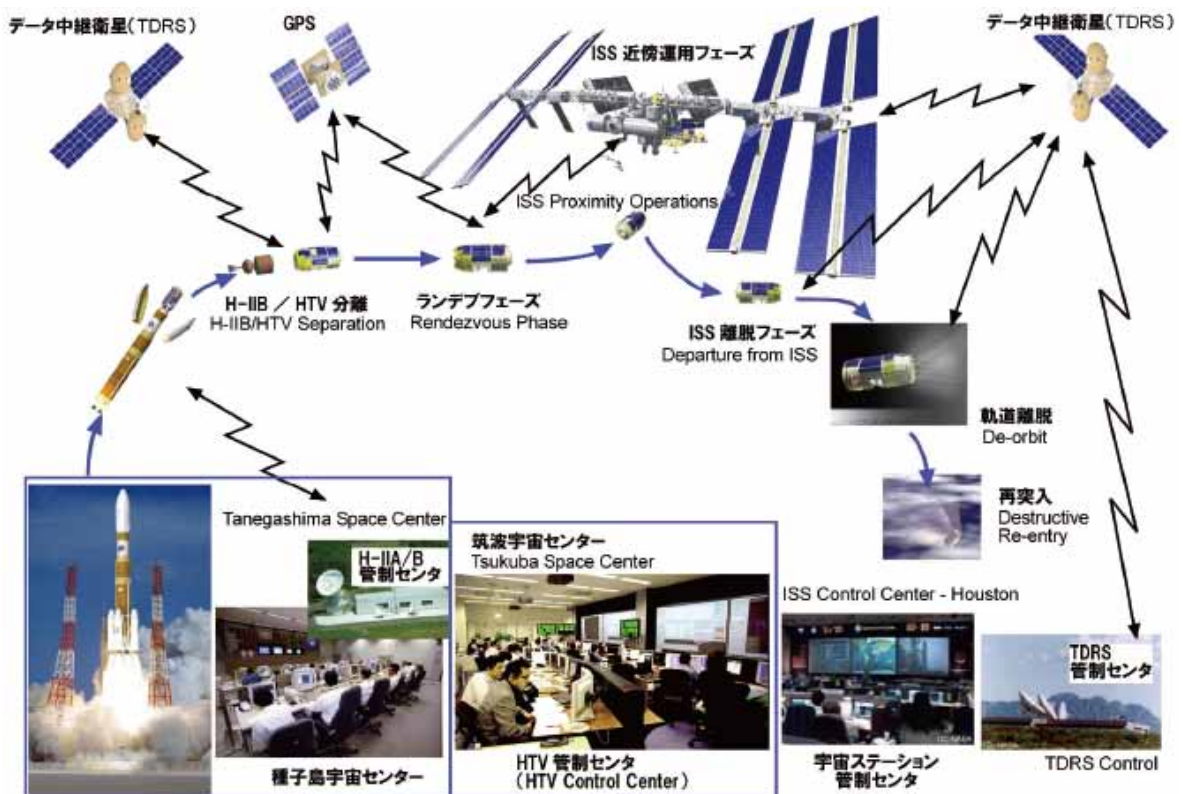 データ中継衛星(TDRS)
GPS
データ中継衛星(TDRS)
ISS 近傍運用フェーズ
ISS Proximity Operations
H-IIB ／ HTV 分離
H-IIB/HTV Separation
ランデブフェーズ
Rendezvous Phase
ISS 離脱フェーズ
Departure from ISS
軌道離脱
De-orbit
再突入
Destructive
Re-entry
Tanegashima Space Center
H-IIA/B
管制センタ
種子島宇宙センター
筑波宇宙センター
Tsukuba Space Center
HTV 管制センタ
(HTV Control Center)
ISS Control Center - Houston
宇宙ステーション
管制センタ
TDRS
管制センタ
TDRS Control